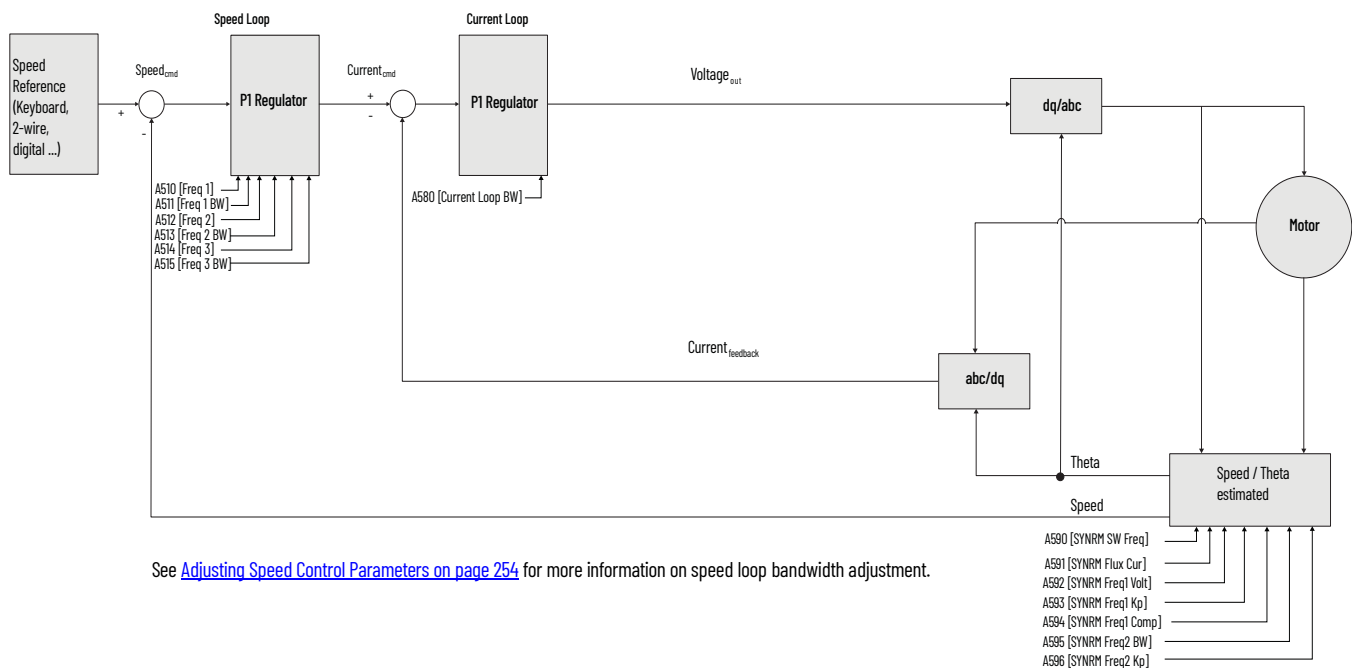 Speed Loop
Current Loop
Speed
Reference
(Keyboard,
2-wire,
digital ...)
Speedcmd
+
-
P1 Regulator
Currentcmd
+
-
P1 Regulator
Voltageout
dq/abc
A510 [Freq 1]
A511 [Freq 1 BW]
A512 [Freq 2]
A513 [Freq 2 BW]
A514 [Freq 3]
A515 [Freq 3 BW]
A580 [Current Loop BW]
Motor
Currentfeedback
abc/dq
Theta
Speed
Speed / Theta
estimated
A590 [SYNRM SW Freq]
A591 [SYNRM Flux Cur]
A592 [SYNRM Freq1 Volt]
A593 [SYNRM Freq1 Kp]
A594 [SYNRM Freq1 Comp]
A595 [SYNRM Freq2 BW]
A596 [SYNRM Freq2 Kp]
See Adjusting Speed Control Parameters on page 254 for more information on speed loop bandwidth adjustment.